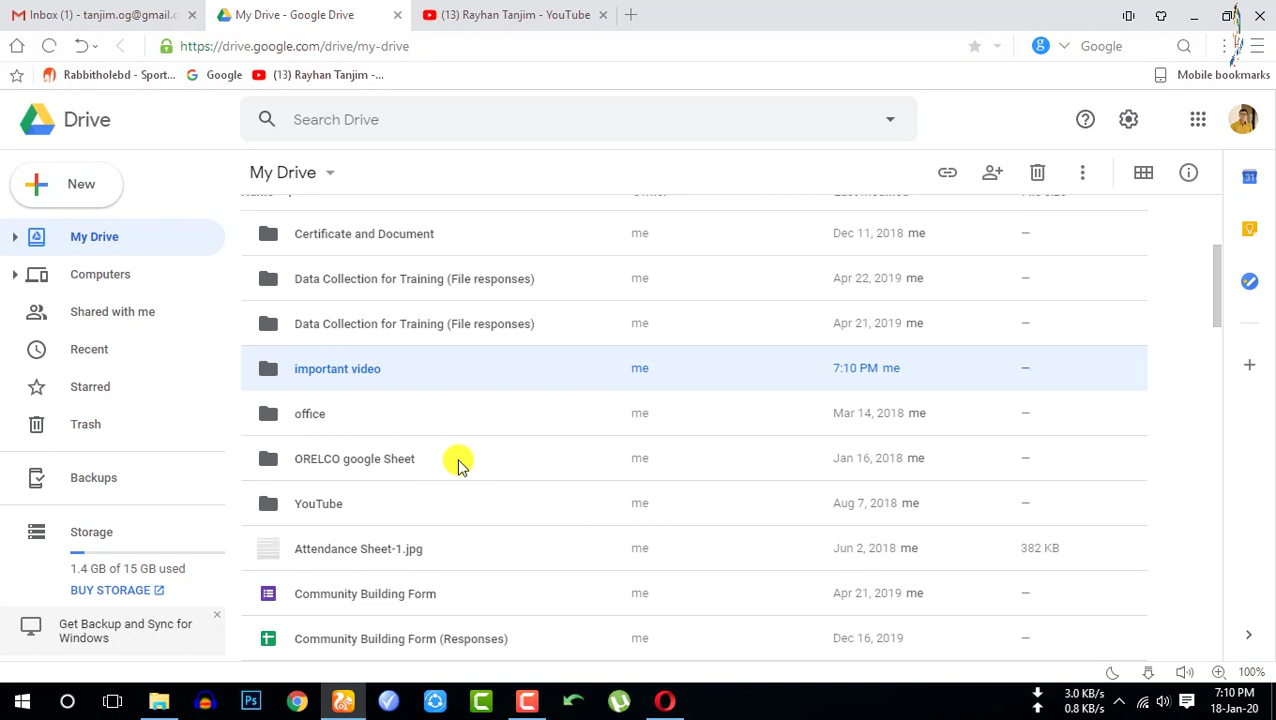 Inbox (1) - tanjim.og@gmail.c
My Drive - Google Drive
(13) Rayhan Tanjim - YouTube
https://drive.google.com/drive/my-drive
Google
Rabbitholebd - Sport...
Google
(13) Rayhan Tanjim -...
Mobile bookmarks
Drive
Search Drive
New
My Drive
My Drive
Computers
Shared with me
Recent
Starred
Trash
Backups
Storage
1.4 GB of 15 GB used
BUY STORAGE
Get Backup and Sync for
Windows
Certificate and Document me Dec 11, 2018 me –
Data Collection for Training (File responses) me Apr 22, 2019 me –
Data Collection for Training (File responses) me Apr 21, 2019 me –
important video me 7:10 PM me –
office me Mar 14, 2018 me –
ORELCO google Sheet me Jan 16, 2018 me –
YouTube me Aug 7, 2018 me –
Attendance Sheet-1.jpg me Jun 2, 2018 me 382 KB
Community Building Form me Apr 21, 2019 me –
Community Building Form (Responses) me Dec 16, 2019 –
31
100%
Ps
3.0 KB/s
0.8 KB/s
7:10 PM
18-Jan-20